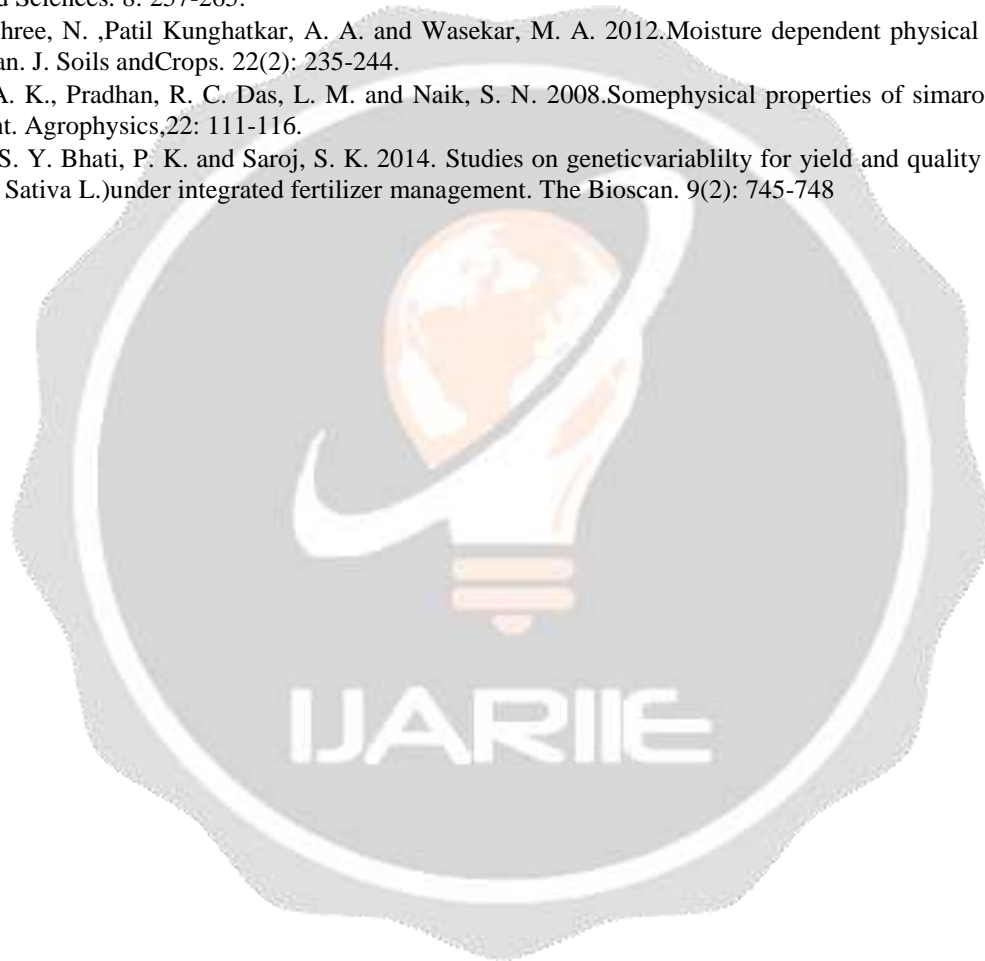 d Sciences. 8: 257-265.
hree, N. ,Patil Kunghatkar, A. A. and Wasekar, M. A. 2012.Moisture dependent physical
an. J. Soils andCrops. 22(2): 235-244.
A. K., Pradhan, R. C. Das, L. M. and Naik, S. N. 2008.Somephysical properties of simaro
nt. Agrophysics,22: 111-116.
S. Y. Bhati, P. K. and Saroj, S. K. 2014. Studies on geneticvariablilty for yield and quality
Sativa L.)under integrated fertilizer management. The Bioscan. 9(2): 745-748
IJARIIE